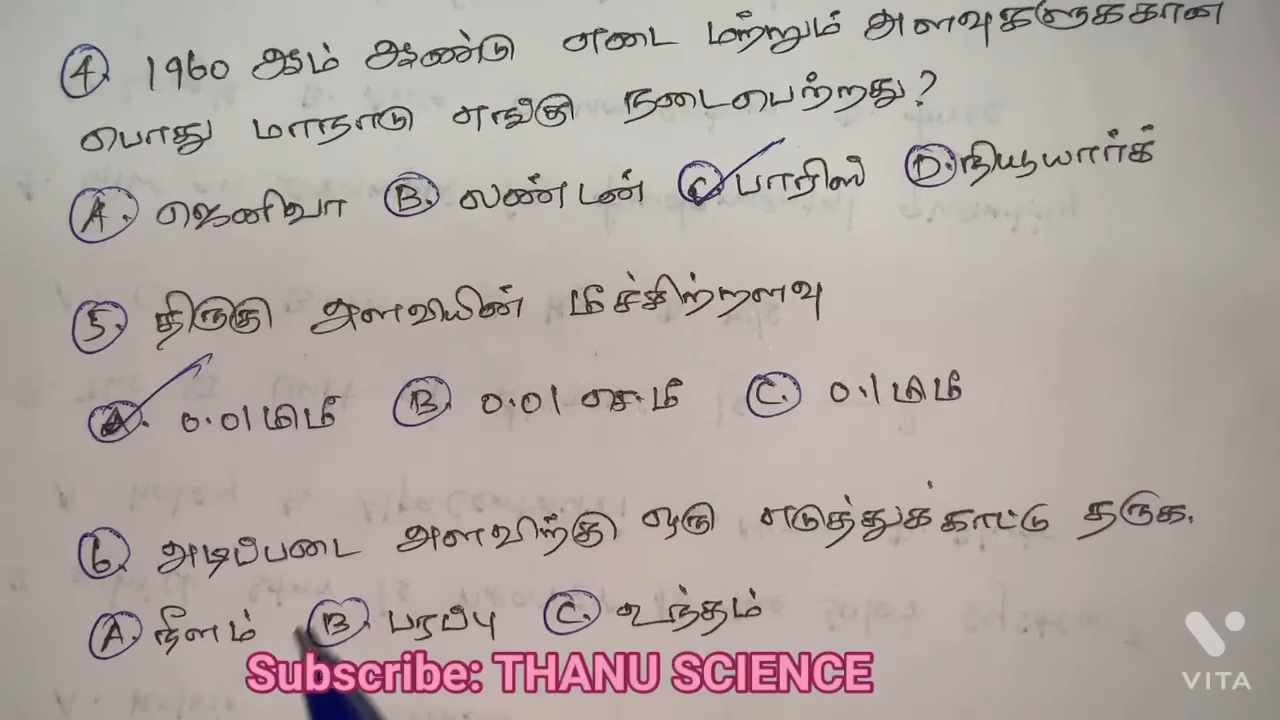 4. 1960 ஆம் ஆண்டு எடை மற்றும் அளவுகளுக்கான
பொது மாநாடு எங்கு நடைபெற்றது?
A. ஜெனிவா B. லண்டன் C. பாரிஸ் D. நியூயார்க்
5. திருகு அளவியின் மீச்சிற்றளவு
A. 0.01 மிமீ B. 0.01 செ.மீ C. 0.1 மிமீ
6. அடிப்படை அளவிற்கு ஒரு எடுத்துக்காட்டு தருக.
A. நீளம் B. பரப்பு C. உந்தம்
Subscribe: THANU SCIENCE
VITA